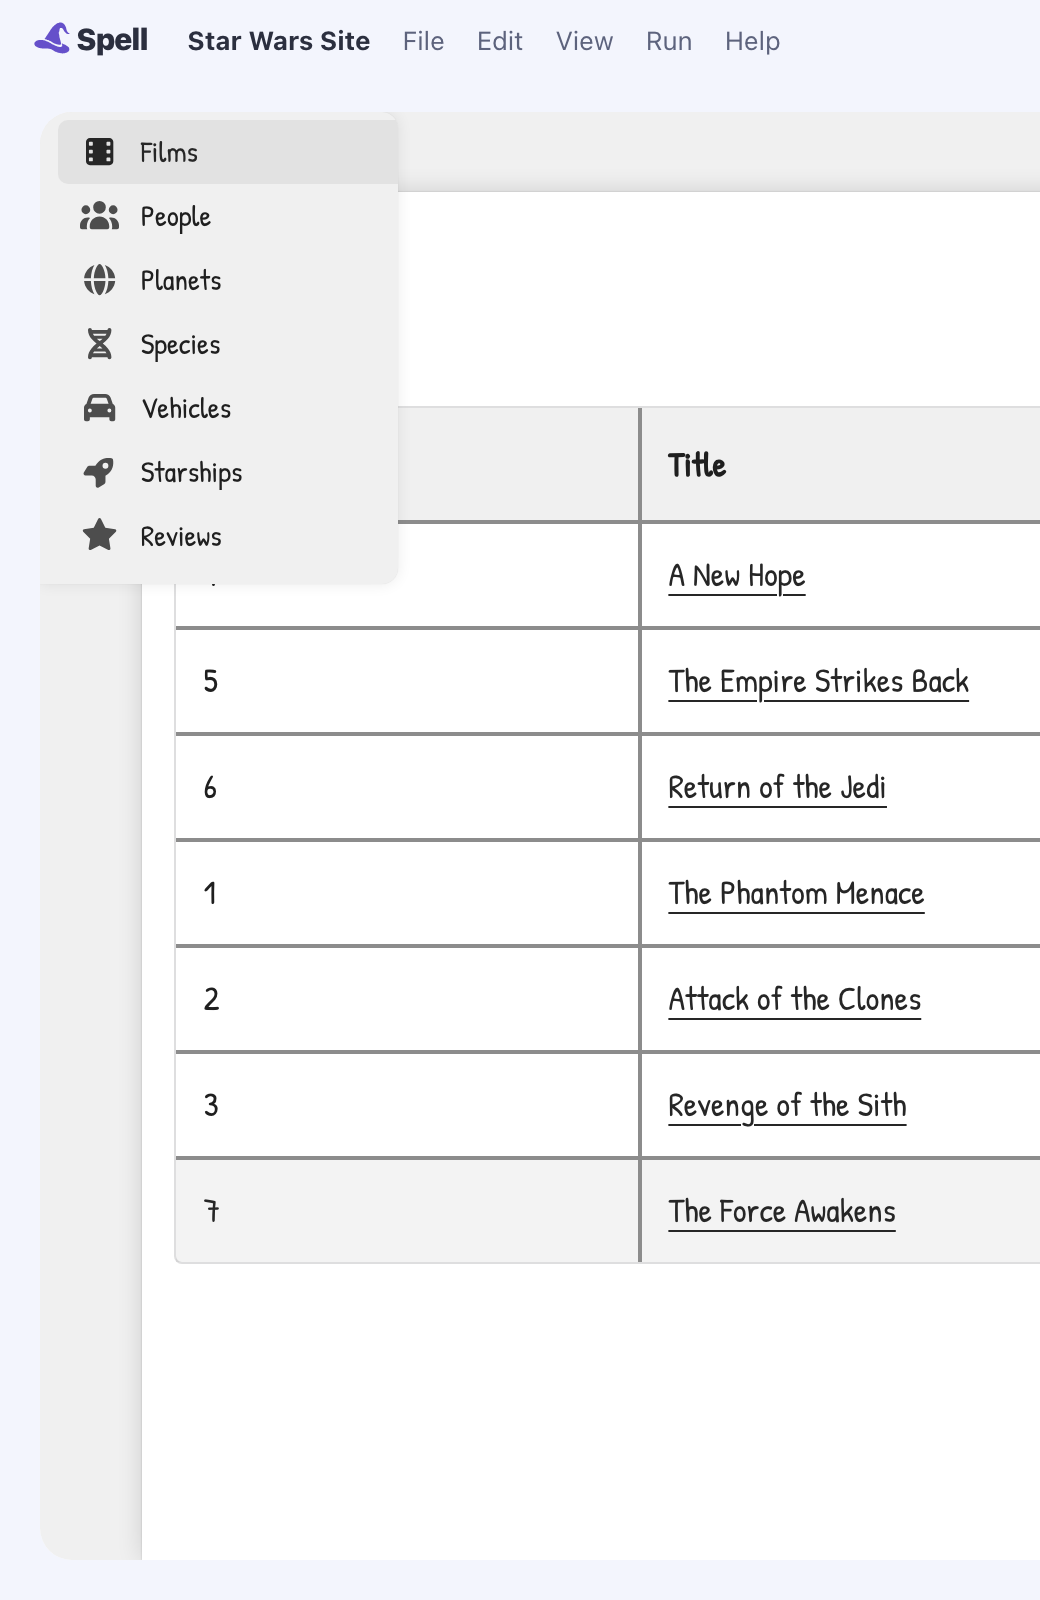 Spell Star Wars Site File Edit View Run Help
Films
People
Planets
Species
Vehicles
Starships
Reviews
Title
A New Hope
5 The Empire Strikes Back
6 Return of the Jedi
1 The Phantom Menace
2 Attack of the Clones
3 Revenge of the Sith
7 The Force Awakens